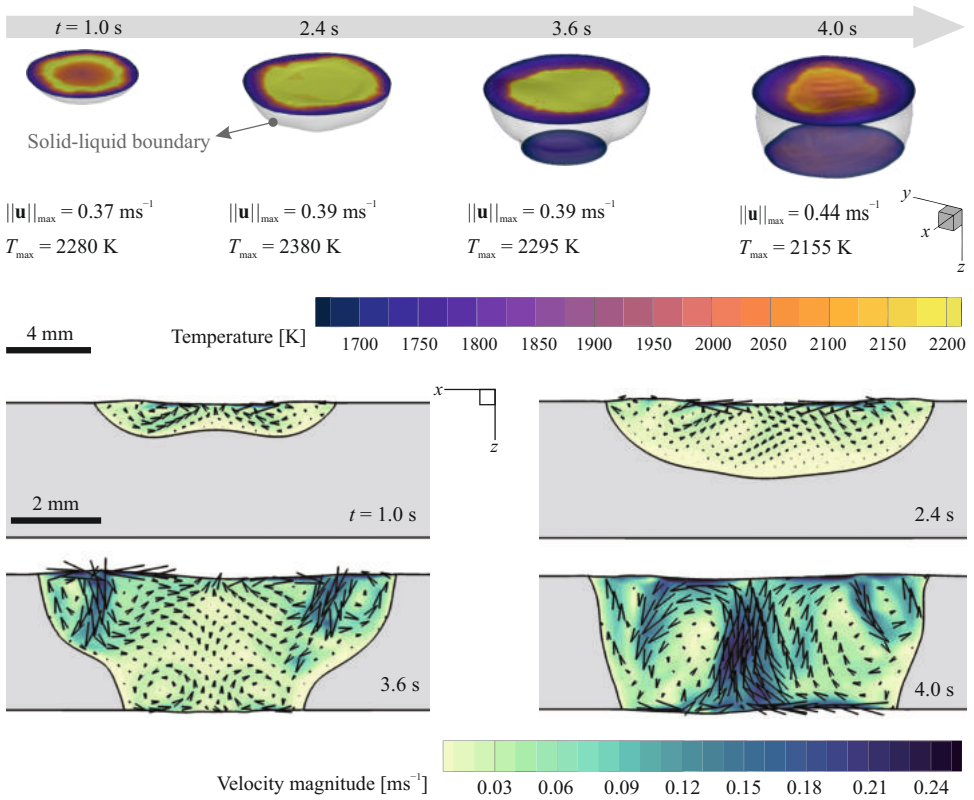 t = 1.0 s 2.4 s 3.6 s 4.0 s
Solid-liquid boundary
||u||max = 0.37 ms⁻¹ ||u||max = 0.39 ms⁻¹ ||u||max = 0.39 ms⁻¹ ||u||max = 0.44 ms⁻¹
Tmax = 2280 K Tmax = 2380 K Tmax = 2295 K Tmax = 2155 K
y
x
z
4 mm
Temperature [K]
1700 1750 1800 1850 1900 1950 2000 2050 2100 2150 2200
x
z
2 mm
t = 1.0 s
2.4 s
3.6 s
4.0 s
Velocity magnitude [ms⁻¹]
0.03 0.06 0.09 0.12 0.15 0.18 0.21 0.24